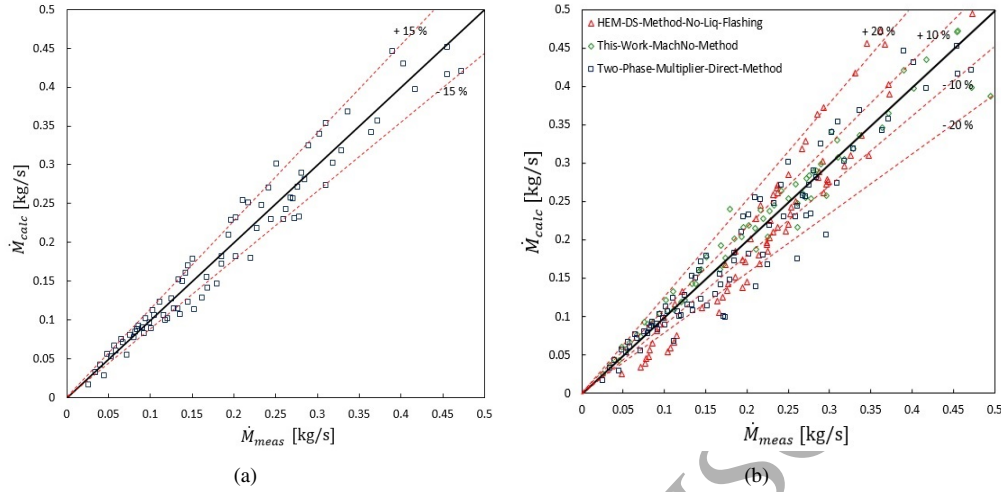 0.5
0.45
0.4
0.35
0.3
0.25
0.2
0.15
0.1
0.05
0
Ṁcalc [kg/s]
+ 15 %
- 15 %
0 0.05 0.1 0.15 0.2 0.25 0.3 0.35 0.4 0.45 0.5
Ṁmeas [kg/s]
(a)
0.5
0.45
0.4
0.35
0.3
0.25
0.2
0.15
0.1
0.05
0
Ṁcalc [kg/s]
HEM-DS-Method-No-Liq-Flashing
This-Work-MachNo-Method
Two-Phase-Multiplier-Direct-Method
+ 20 %
+ 10 %
- 10 %
- 20 %
0 0.05 0.1 0.15 0.2 0.25 0.3 0.35 0.4 0.45 0.5
Ṁmeas [kg/s]
(b)